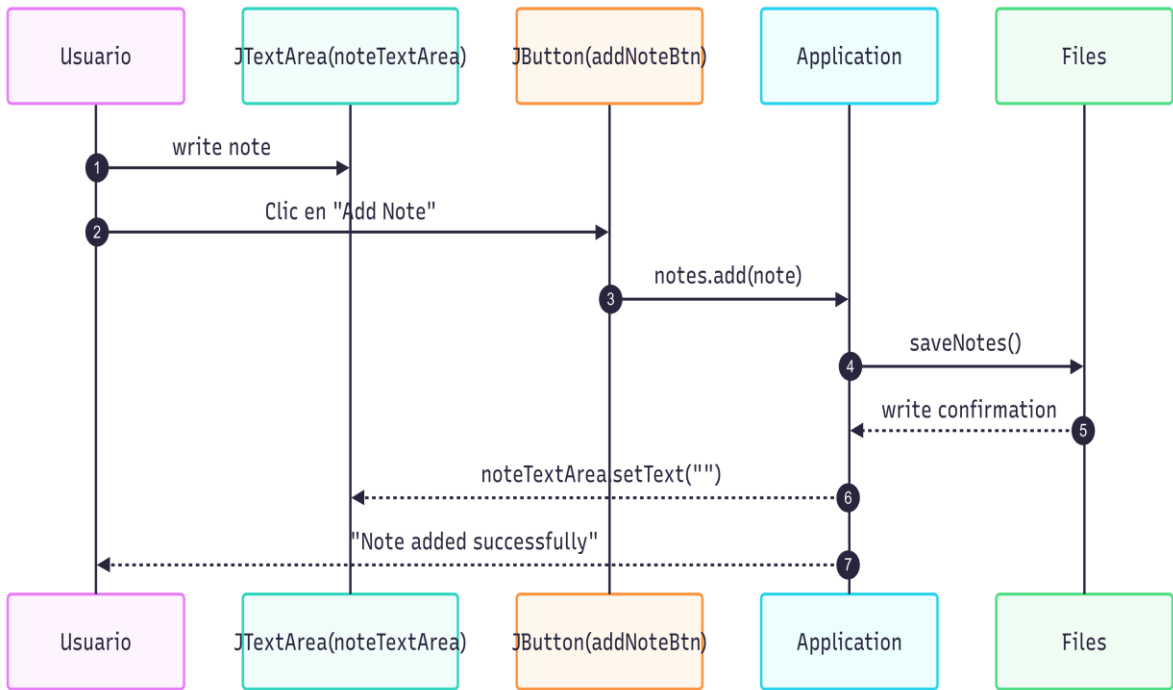 Usuario
JTextArea(noteTextArea)
JButton(addNoteBtn)
Application
Files
write note
1
Clic en "Add Note"
2
notes.add(note)
3
saveNotes()
4
write confirmation
5
noteTextArea.setText("")
6
"Note added successfully"
7
Usuario
JTextArea(noteTextArea)
JButton(addNoteBtn)
Application
Files